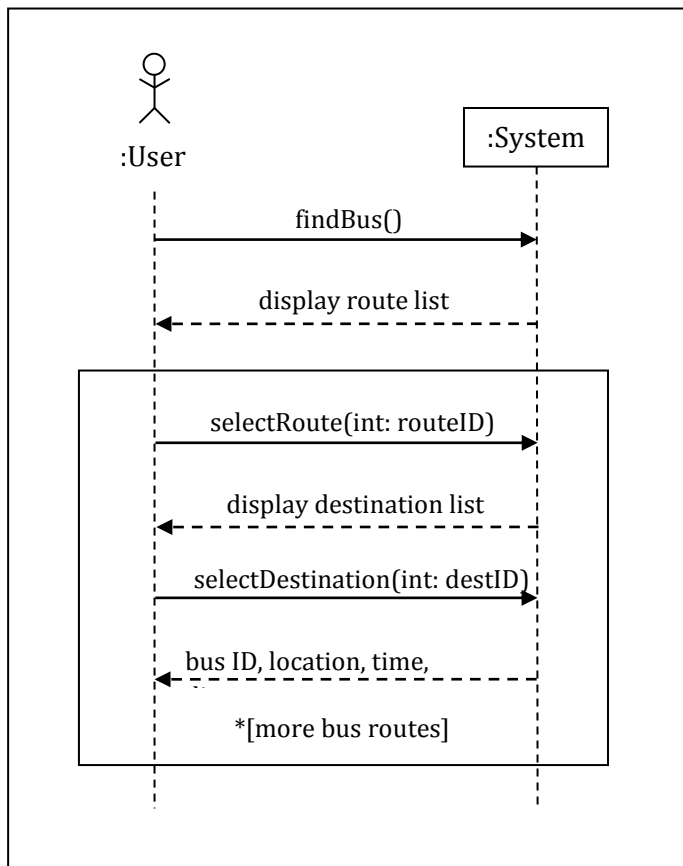 :User
:System
findBus()
display route list
selectRoute(int: routeID)
display destination list
selectDestination(int: destID)
bus ID, location, time,
*[more bus routes]